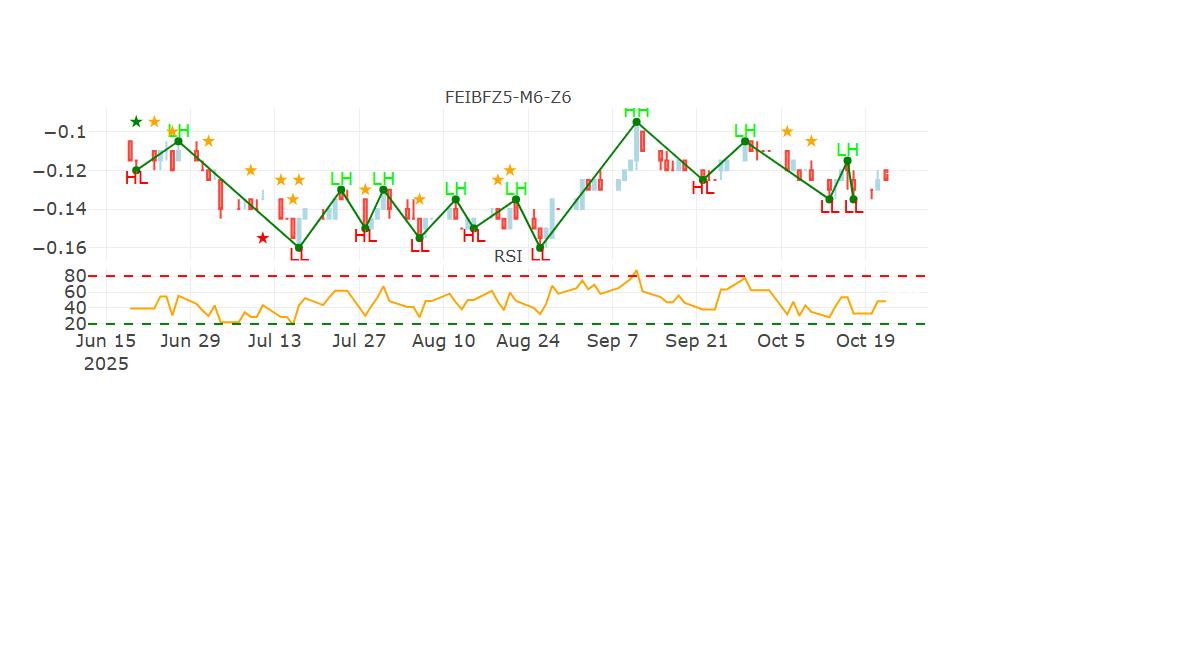 FEIBFZ5-M6-Z6
HH
−0.1
LH
LH
LH
−0.12
HL
LH
LH
LH
LH
HL
−0.14
HL
LL
HL
LL
LL
LL
−0.16
LL
LL
RSI
80
60
40
20
Jun 15
2025
Jun 29
Jul 13
Jul 27
Aug 10
Aug 24
Sep 7
Sep 21
Oct 5
Oct 19